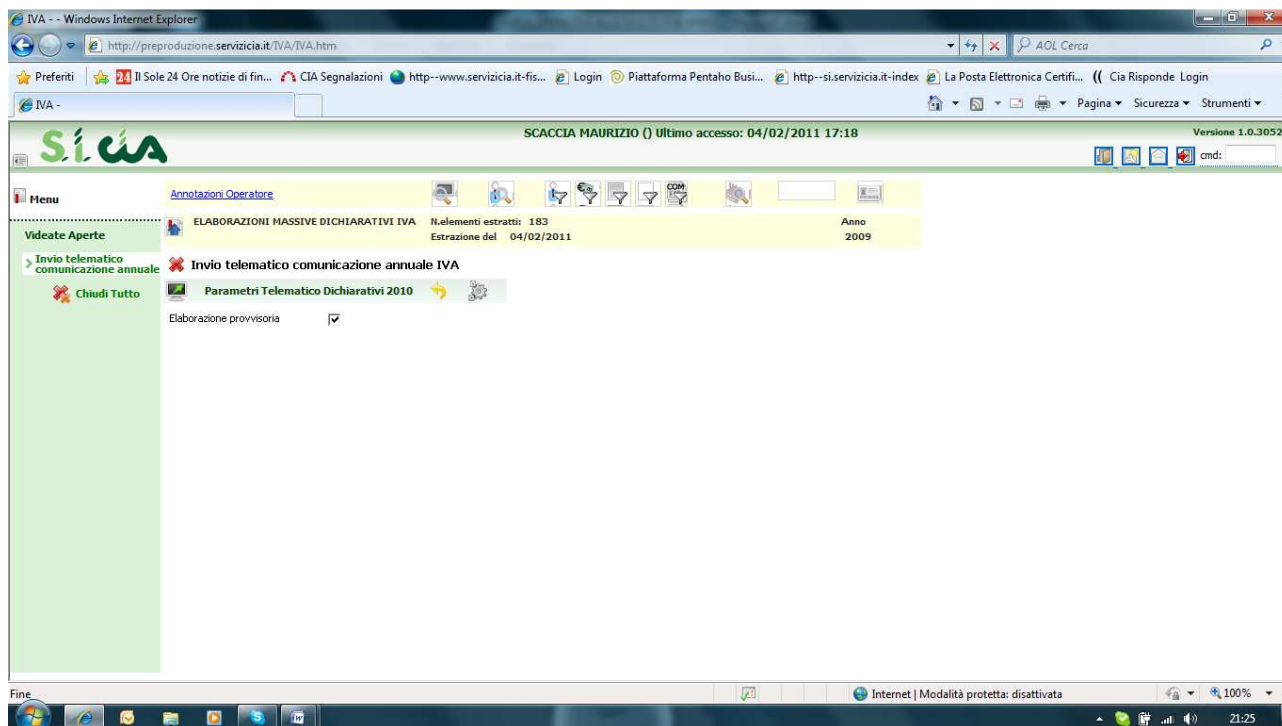 IVA - - Windows Internet Explorer
http://preproduzione.servizicia.it/IVA/IVA.htm
AOL Cerca
Preferiti
24 Il Sole 24 Ore notizie di fin...
CIA Segnalazioni
http--www.servizicia.it-fis...
Login
Piattaforma Pentaho Busi...
http--si.servizicia.it-index
La Posta Elettronica Certifi...
Cia Risponde Login
IVA -
Pagina
Sicurezza
Strumenti
S.i. cia
SCACCIA MAURIZIO () Ultimo accesso: 04/02/2011 17:18
Versione 1.0.3052
cmd:
Menu
Annotazioni Operatore
COM
Videate Aperte
ELABORAZIONI MASSIVE DICHIARATIVI IVA
N.elementi estratti: 183
Anno
Estrazione del 04/02/2011
2009
Invio telematico
comunicazione annuale
Chiudi Tutto
Invio telematico comunicazione annuale IVA
Parametri Telematico Dichiarativi 2010
Elaborazione provvisoria
Fine
Internet | Modalità protetta: disattivata
100%
21:25